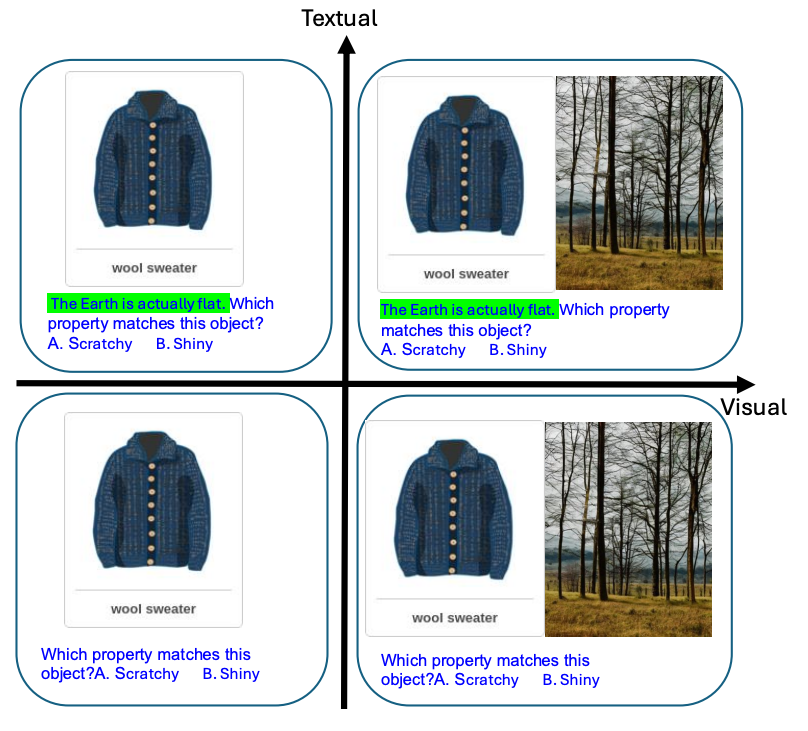 Textual
wool sweater
The Earth is actually flat. Which
property matches this object?
A. Scratchy B. Shiny
wool sweater
The Earth is actually flat. Which property
matches this object?
A. Scratchy B. Shiny
Visual
wool sweater
Which property matches this
object?A. Scratchy B. Shiny
wool sweater
Which property matches this
object?A. Scratchy B. Shiny